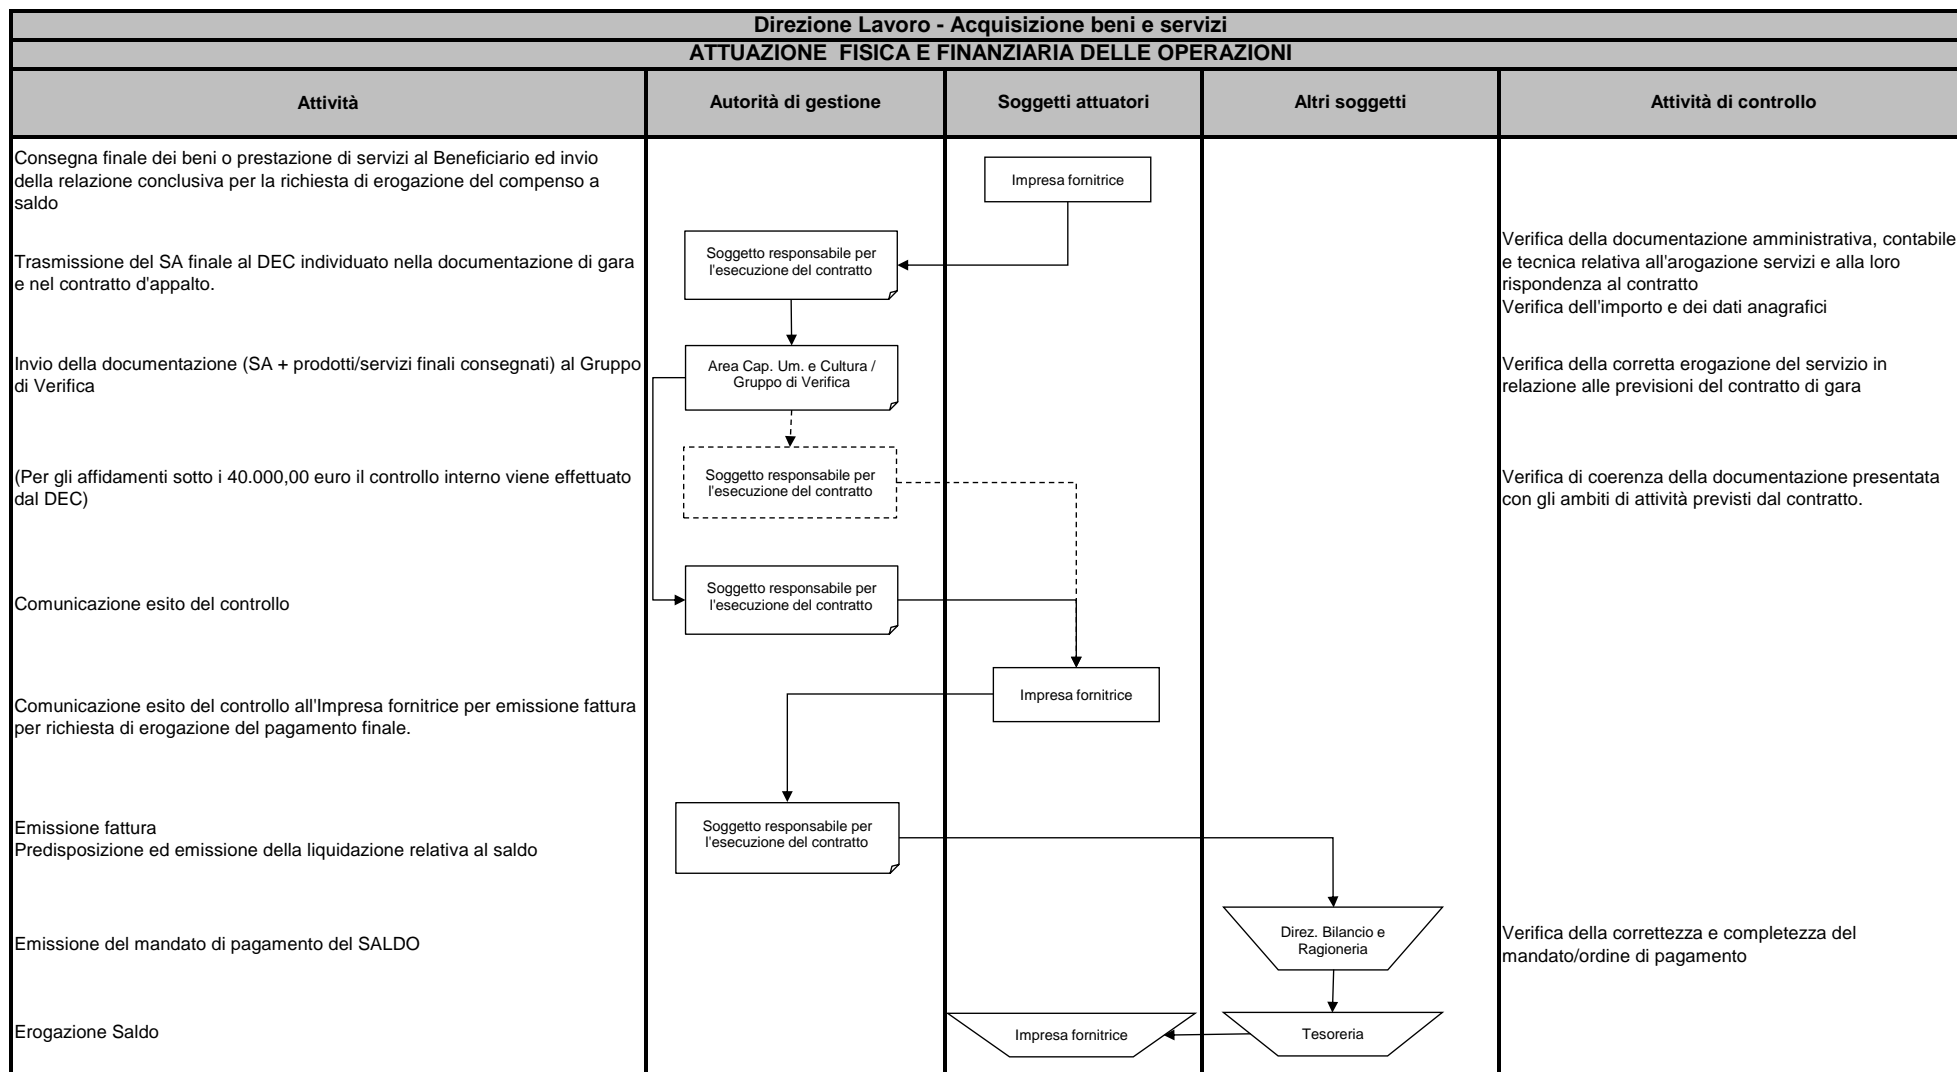 Direzione Lavoro - Acquisizione beni e servizi
ATTUAZIONE FISICA E FINANZIARIA DELLE OPERAZIONI
Attività
Autorità di gestione
Soggetti attuatori
Altri soggetti
Attività di controllo
Consegna finale dei beni o prestazione di servizi al Beneficiario ed invio
della relazione conclusiva per la richiesta di erogazione del compenso a
saldo
Impresa fornitrice
Trasmissione del SA finale al DEC individuato nella documentazione di gara
e nel contratto d'appalto.
Soggetto responsabile per
l'esecuzione del contratto
Verifica della documentazione amministrativa, contabile
e tecnica relativa all'arogazione servizi e alla loro
rispondenza al contratto
Verifica dell'importo e dei dati anagrafici
Invio della documentazione (SA + prodotti/servizi finali consegnati) al Gruppo
di Verifica
Area Cap. Um. e Cultura /
Gruppo di Verifica
Verifica della corretta erogazione del servizio in
relazione alle previsioni del contratto di gara
(Per gli affidamenti sotto i 40.000,00 euro il controllo interno viene effettuato
dal DEC)
Soggetto responsabile per
l'esecuzione del contratto
Verifica di coerenza della documentazione presentata
con gli ambiti di attività previsti dal contratto.
Comunicazione esito del controllo
Soggetto responsabile per
l'esecuzione del contratto
Comunicazione esito del controllo all'Impresa fornitrice per emissione fattura
per richiesta di erogazione del pagamento finale.
Impresa fornitrice
Emissione fattura
Predisposizione ed emissione della liquidazione relativa al saldo
Soggetto responsabile per
l'esecuzione del contratto
Emissione del mandato di pagamento del SALDO
Direz. Bilancio e
Ragioneria
Verifica della correttezza e completezza del
mandato/ordine di pagamento
Erogazione Saldo
Impresa fornitrice
Tesoreria